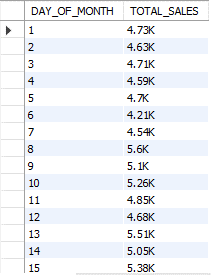 DAY_OF_MONTH TOTAL_SALES
1 4.73K
2 4.63K
3 4.71K
4 4.59K
5 4.7K
6 4.21K
7 4.54K
8 5.6K
9 5.1K
10 5.26K
11 4.85K
12 4.68K
13 5.51K
14 5.05K
15 5.38K